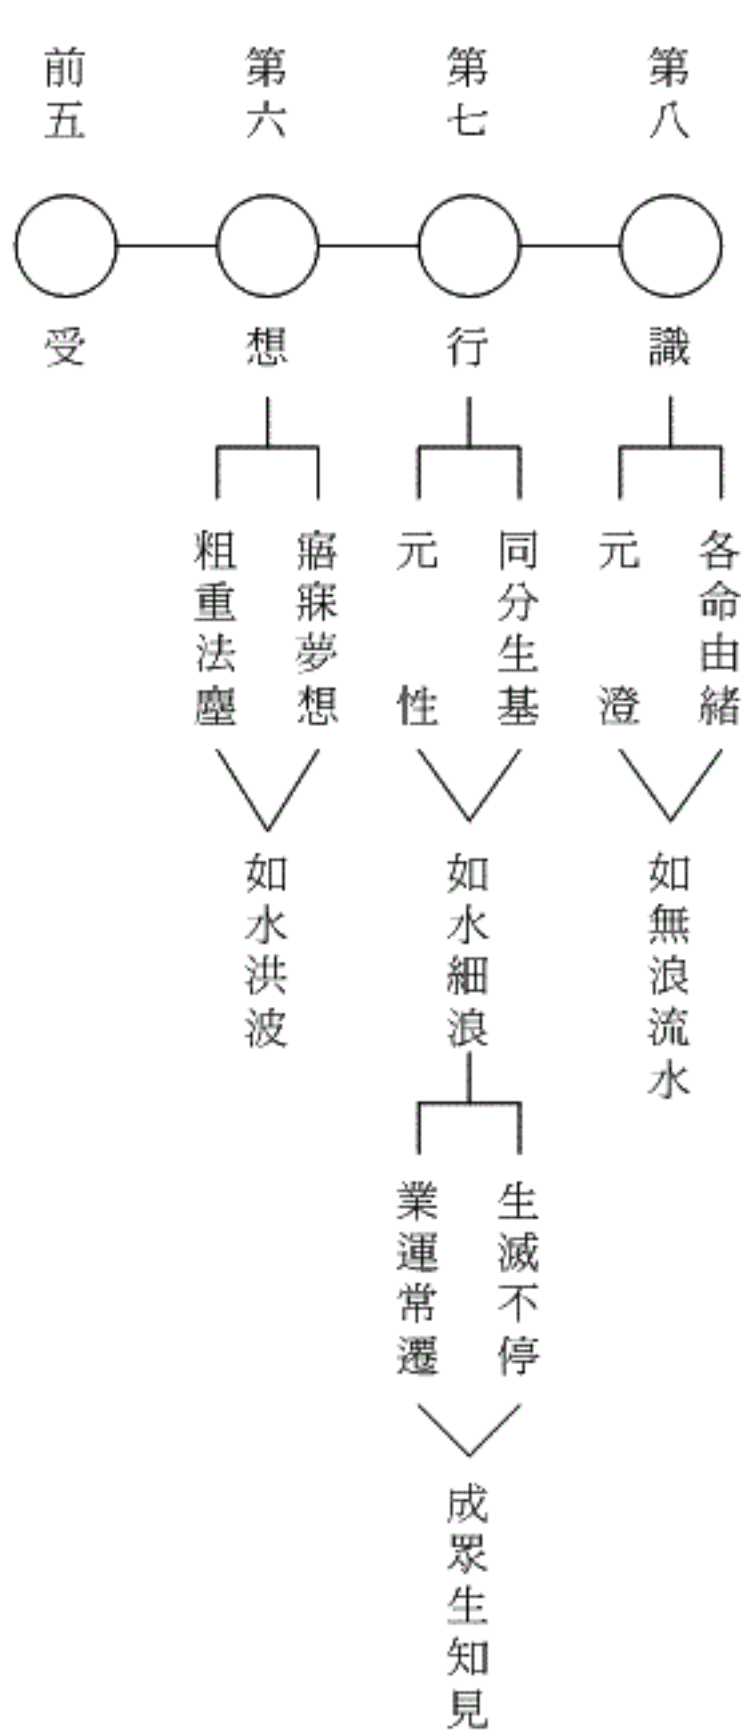 第八
第七
第六
前五
識
行
想
受
各命由緒
元澄
同分生基
元性
寤寐夢想
粗重法塵
如無浪流水
如水細浪
如水洪波
生滅不停
業運常遷
成眾生知見